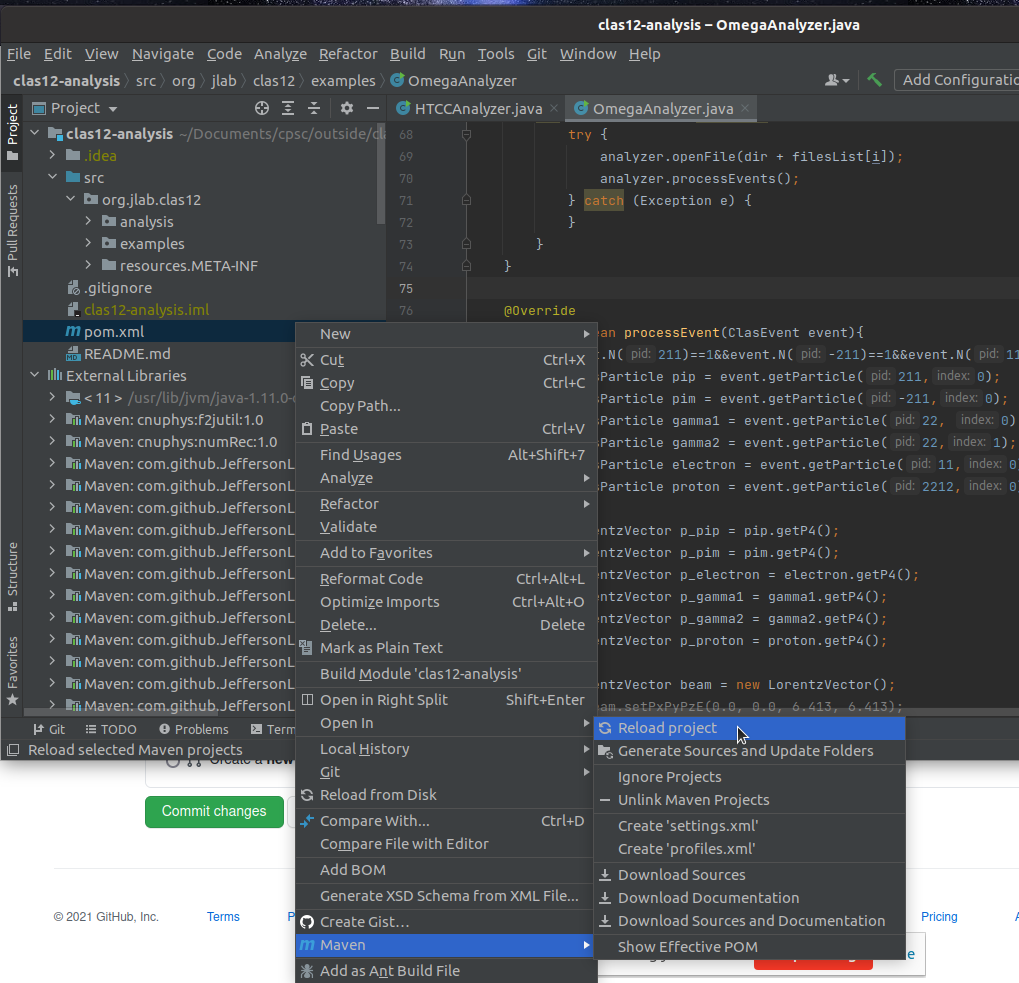 clas12-analysis – OmegaAnalyzer.java
File Edit View Navigate Code Analyze Refactor Build Run Tools Git Window Help
clas12-analysis src org jlab clas12 examples OmegaAnalyzer Add Configuratio
Project HTCCAnalyzer.java OmegaAnalyzer.java
Project
Pull Requests
Structure
Favorites
clas12-analysis ~/Documents/cpsc/outside/cla
.idea
src
org.jlab.clas12
analysis
examples
resources.META-INF
.gitignore
clas12-analysis.iml
pom.xml
README.md
External Libraries
< 11 > /usr/lib/jvm/java-1.11.0-
Maven: cnuphys:f2jutil:1.0
Maven: cnuphys:numRec:1.0
Maven: com.github.JeffersonL
Maven: com.github.JeffersonL
Maven: com.github.JeffersonL
Maven: com.github.JeffersonL
Maven: com.github.JeffersonL
Maven: com.github.JeffersonL
Maven: com.github.JeffersonL
Maven: com.github.JeffersonL
Maven: com.github.JeffersonL
Maven: com.github.JeffersonL
Maven: com.github.JeffersonL
Maven: com.github.JeffersonL
68 try {
69 analyzer.openFile(dir + filesList[i]);
70 analyzer.processEvents();
71 } catch (Exception e) {
72 }
73 }
74 }
75
76 @Override
an processEvent(ClasEvent event){
t.N( pid: 211)==1&&event.N( pid: -211)==1&&event.N( pid: 11
sParticle pip = event.getParticle( pid: 211, index: 0);
sParticle pim = event.getParticle( pid: -211, index: 0);
sParticle gamma1 = event.getParticle( pid: 22, index: 0)
sParticle gamma2 = event.getParticle( pid: 22, index: 1);
sParticle electron = event.getParticle( pid: 11, index: 0
sParticle proton = event.getParticle( pid: 2212, index: 0
entzVector p_pip = pip.getP4();
entzVector p_pim = pim.getP4();
entzVector p_electron = electron.getP4();
entzVector p_gamma1 = gamma1.getP4();
entzVector p_gamma2 = gamma2.getP4();
entzVector p_proton = proton.getP4();
entzVector beam = new LorentzVector();
am.setPxPyPzE(0.0, 0.0, 6.413, 6.413);
New
Cut Ctrl+X
Copy Ctrl+C
Copy Path...
Paste Ctrl+V
Find Usages Alt+Shift+7
Analyze
Refactor
Validate
Add to Favorites
Reformat Code Ctrl+Alt+L
Optimize Imports Ctrl+Alt+O
Delete... Delete
Mark as Plain Text
Build Module 'clas12-analysis'
Open in Right Split Shift+Enter
Open In
Local History
Git
Reload from Disk
Compare With... Ctrl+D
Compare File with Editor
Add BOM
Generate XSD Schema from XML File...
Create Gist...
Maven
Add as Ant Build File
Reload project
Generate Sources and Update Folders
Ignore Projects
Unlink Maven Projects
Create 'settings.xml'
Create 'profiles.xml'
Download Sources
Download Documentation
Download Sources and Documentation
Show Effective POM
Git TODO Problems Term
Reload selected Maven projects
Create a new
Commit changes
© 2021 GitHub, Inc. Terms P Pricing